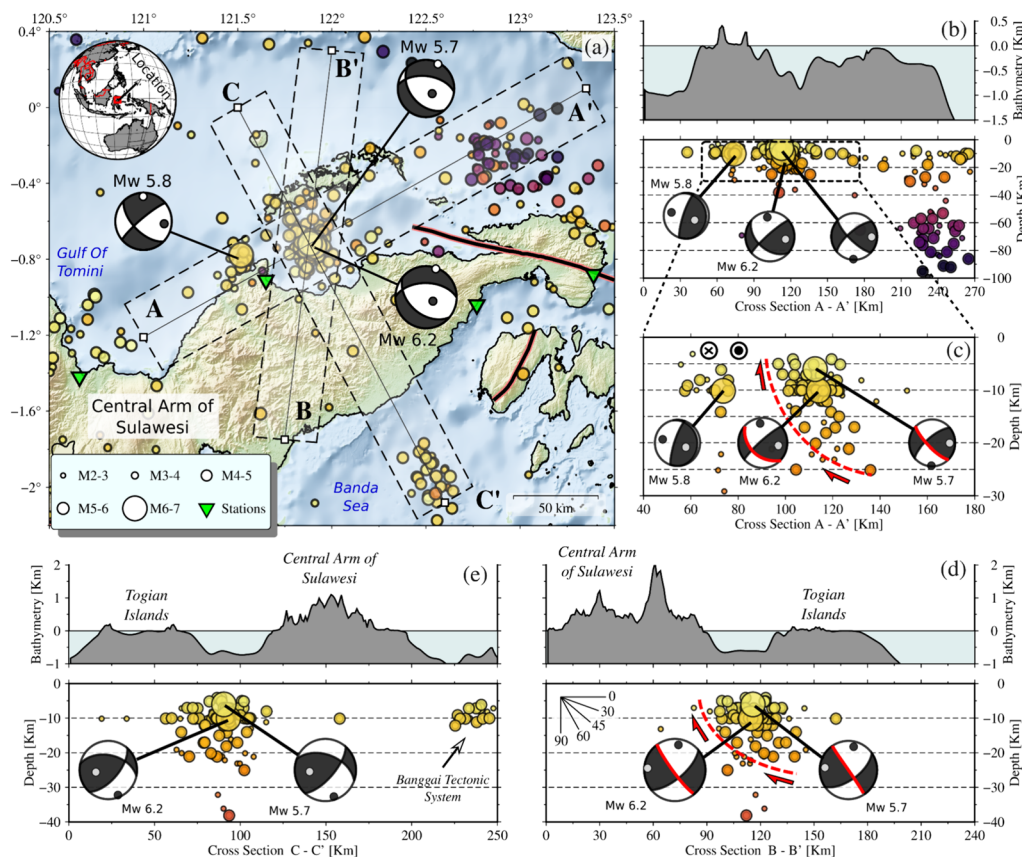 120.5° 121° 121.5° 122° 122.5° 123° 123.5°
0.4°
0°
−0.4°
−0.8°
−1.2°
−1.6°
−2°
(a)
Location
Mw 5.7
B'
C
A'
Mw 5.8
Gulf Of
Tomini
A
Mw 6.2
Central Arm of
Sulawesi
B
C'
Banda
Sea
50 km
M2-3 M3-4 M4-5
M5-6 M6-7 Stations
(b)
0.5
0.0
−0.5
−1.0
−1.5
Bathymetry [Km]
Mw 5.8
Mw 6.2
0
−20
−40
−60
−80
−100
Depth [Km]
0 30 60 90 120 150 180 210 240 270
Cross Section A - A’ [Km]
(c)
Mw 5.8
Mw 6.2
Mw 5.7
0
−10
−20
−30
Depth [Km]
40 60 80 100 120 140 160 180
Cross Section A - A’ [Km]
(e)
Central Arm of
Sulawesi
Togian
Islands
2
1
0
−1
Bathymetry [Km]
0
−10
−20
−30
−40
Depth [Km]
Mw 6.2
Mw 5.7
Banggai Tectonic
System
0 50 100 150 200 250
Cross Section C - C’ [Km]
(d)
Central Arm
of Sulawesi
Togian
Islands
2
1
0
−1
Bathymetry [Km]
0
30
45
60
90
Mw 6.2
Mw 5.7
0
−10
−20
−30
−40
Depth [Km]
0 30 60 90 120 150 180 210 240
Cross Section B - B’ [Km]